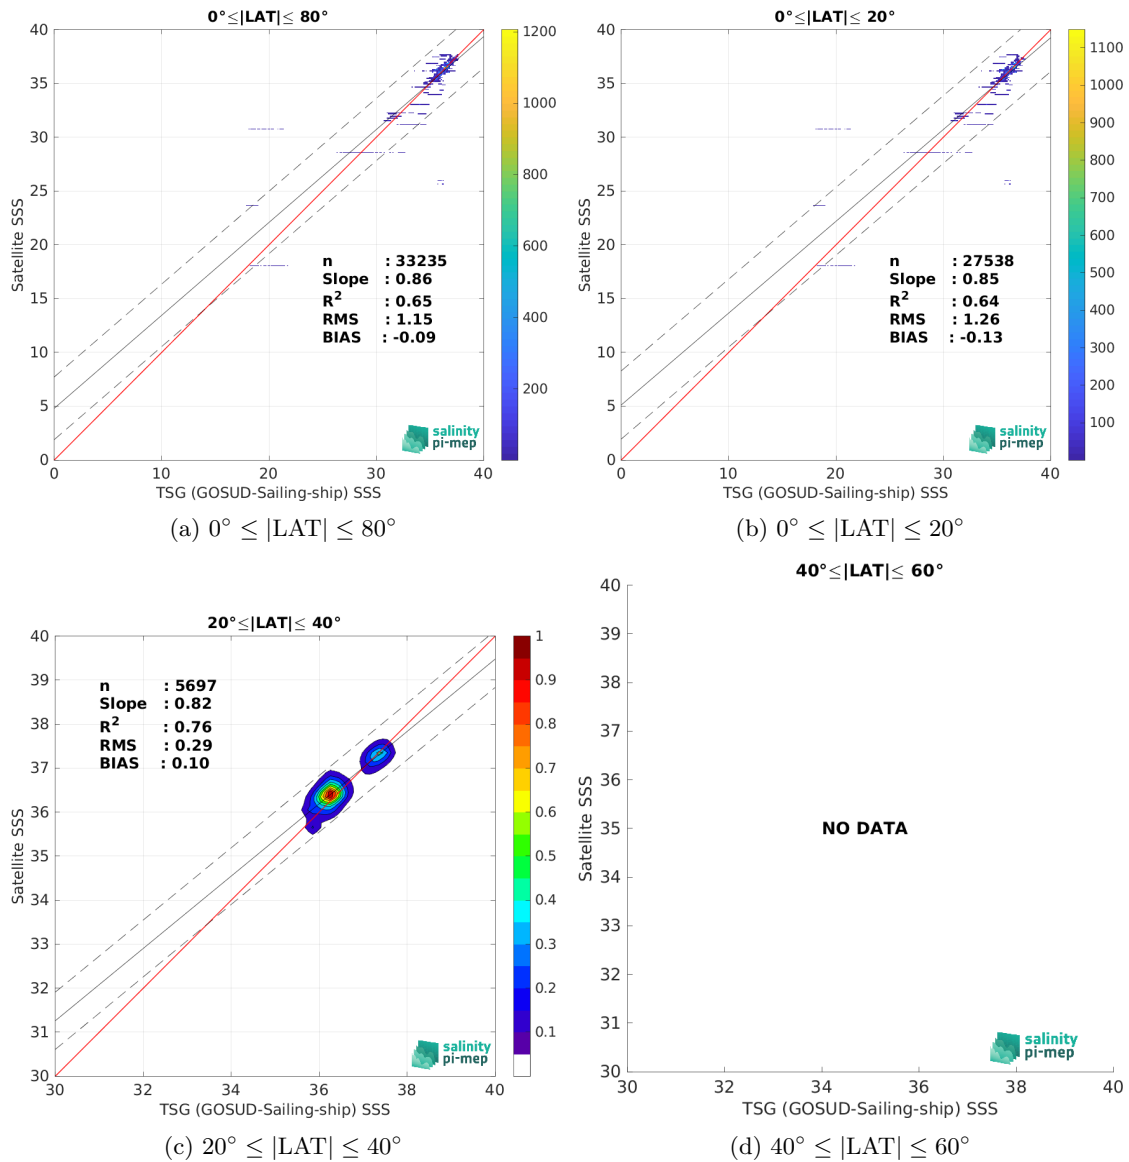 0°≤|LAT|≤ 80°
40
35
30
25
20
15
10
5
0
Satellite SSS
n : 33235
Slope : 0.86
R² : 0.65
RMS : 1.15
BIAS : -0.09
salinity
pi-mep
0 10 20 30 40
TSG (GOSUD-Sailing-ship) SSS
1200
1000
800
600
400
200
(a) 0° ≤ |LAT| ≤ 80°
0°≤|LAT|≤ 20°
40
35
30
25
20
15
10
5
0
Satellite SSS
n : 27538
Slope : 0.85
R² : 0.64
RMS : 1.26
BIAS : -0.13
salinity
pi-mep
0 10 20 30 40
TSG (GOSUD-Sailing-ship) SSS
1100
1000
900
800
700
600
500
400
300
200
100
(b) 0° ≤ |LAT| ≤ 20°
20°≤|LAT|≤ 40°
40
39
38
37
36
35
34
33
32
31
30
Satellite SSS
n : 5697
Slope : 0.82
R² : 0.76
RMS : 0.29
BIAS : 0.10
salinity
pi-mep
30 32 34 36 38 40
TSG (GOSUD-Sailing-ship) SSS
1
0.9
0.8
0.7
0.6
0.5
0.4
0.3
0.2
0.1
(c) 20° ≤ |LAT| ≤ 40°
40°≤|LAT|≤ 60°
40
39
38
37
36
35
34
33
32
31
30
Satellite SSS
NO DATA
salinity
pi-mep
30 32 34 36 38 40
TSG (GOSUD-Sailing-ship) SSS
(d) 40° ≤ |LAT| ≤ 60°